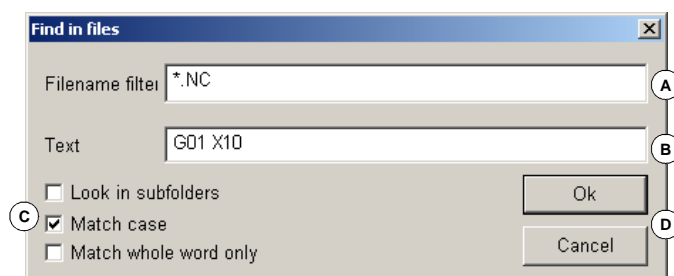 Find in files
Filename filter *.NC
A
Text G01 X10
B
Look in subfolders Ok
C Match case
D
Match whole word only Cancel